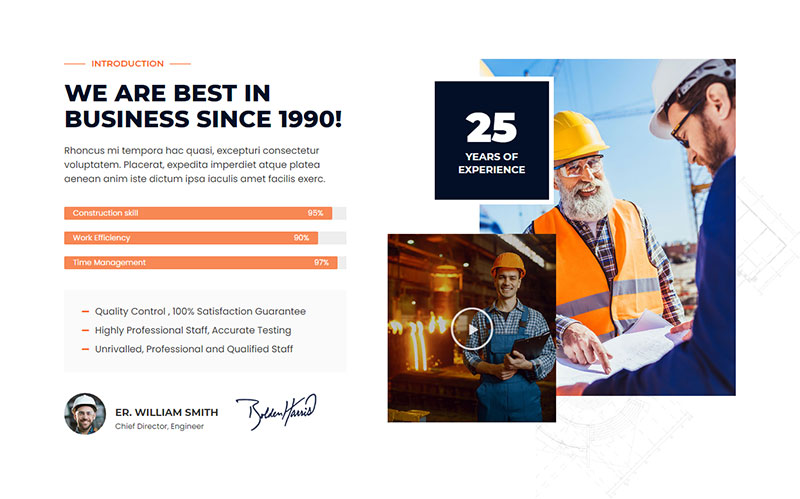 INTRODUCTION
WE ARE BEST IN
BUSINESS SINCE 1990!
Rhoncus mi tempora hac quasi, excepturi consectetur
voluptatem. Placerat, expedita imperdiet atque platea
aenean anim iste dictum ipsa iaculis amet facilis exerc.
Construction skill 95%
Work Efficiency 90%
Time Management 97%
Quality Control , 100% Satisfaction Guarantee
Highly Professional Staff, Accurate Testing
Unrivalled, Professional and Qualified Staff
ER. WILLIAM SMITH
Chief Director, Engineer
Bolden Harris
25
YEARS OF
EXPERIENCE